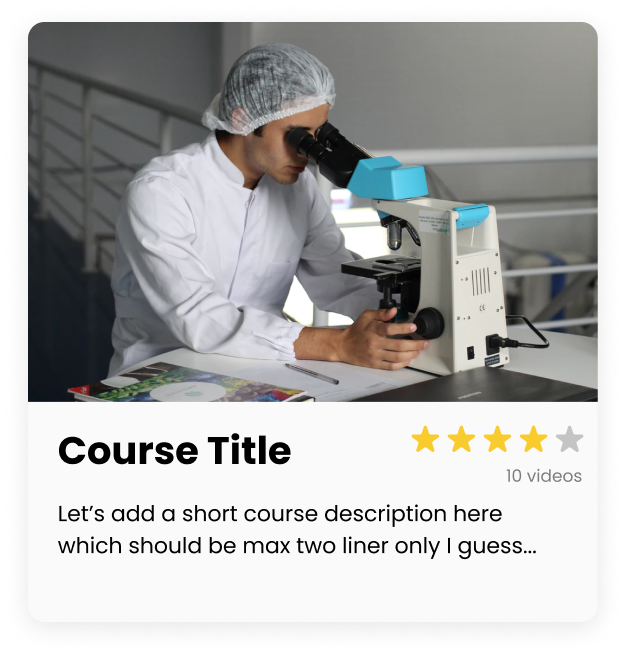 Course Title
10 videos
Let’s add a short course description here
which should be max two liner only I guess...